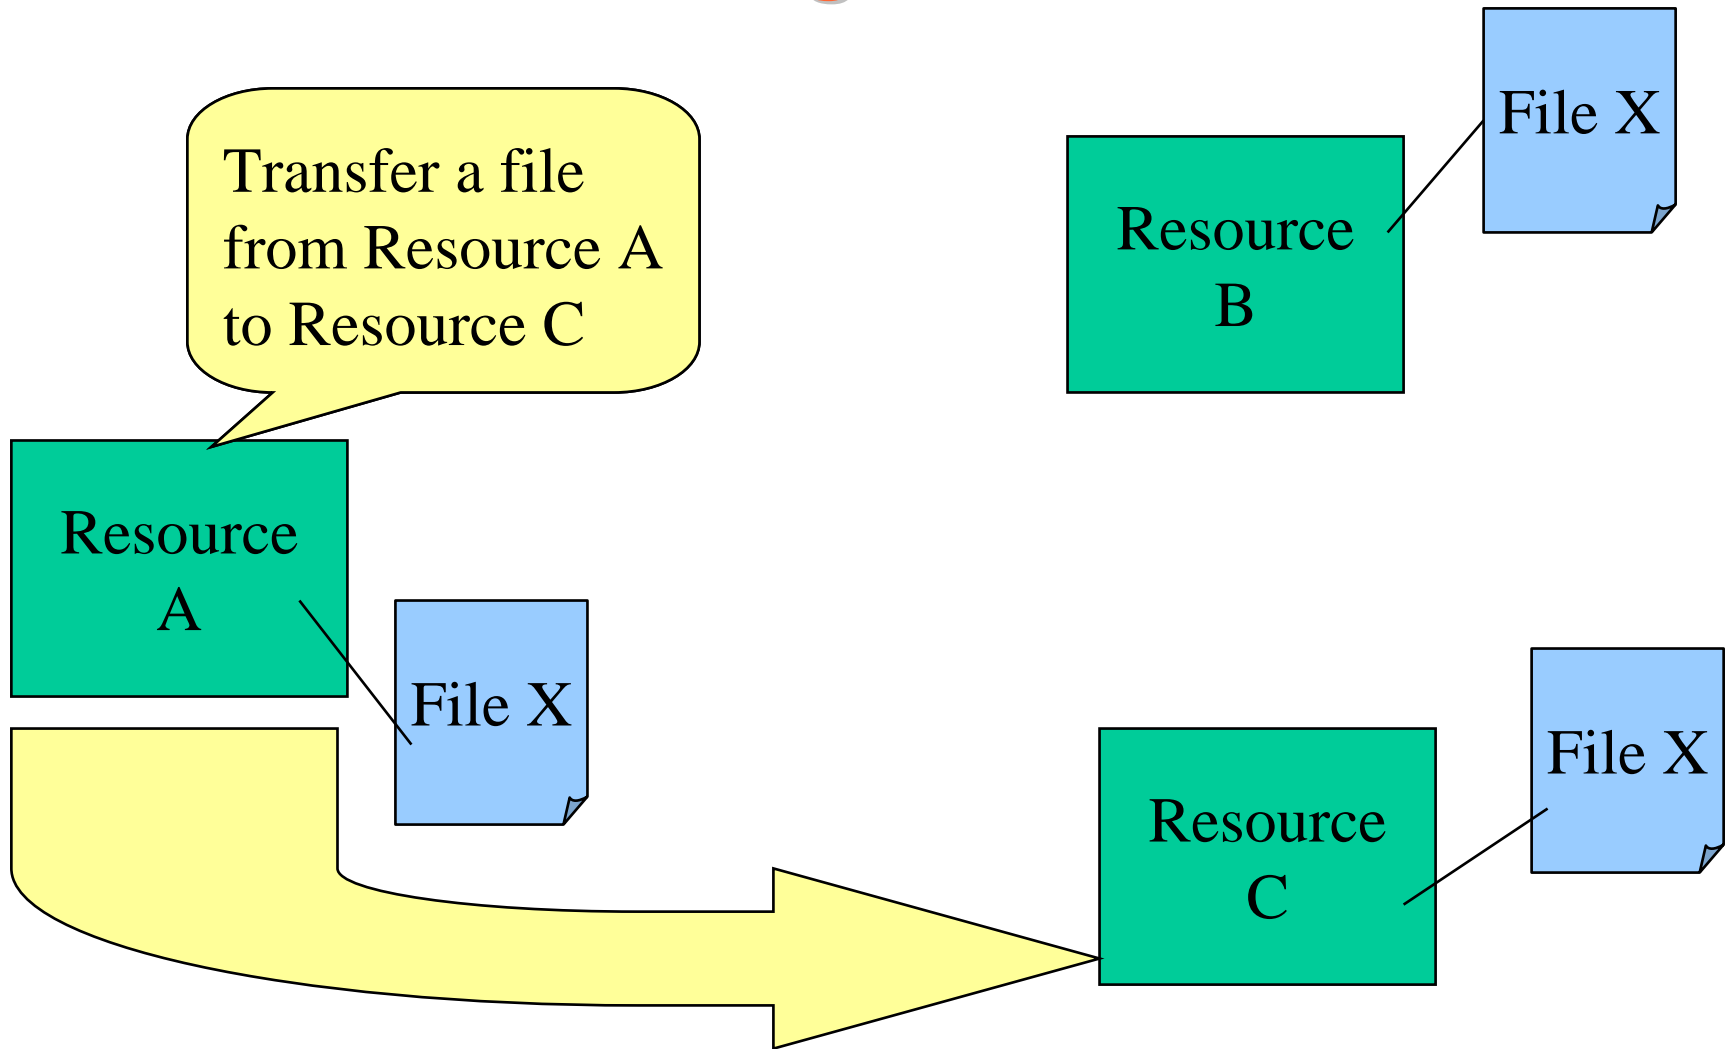 File X
Transfer a file
from Resource A
to Resource C
Resource
B
Resource
A
File X
File X
Resource
C